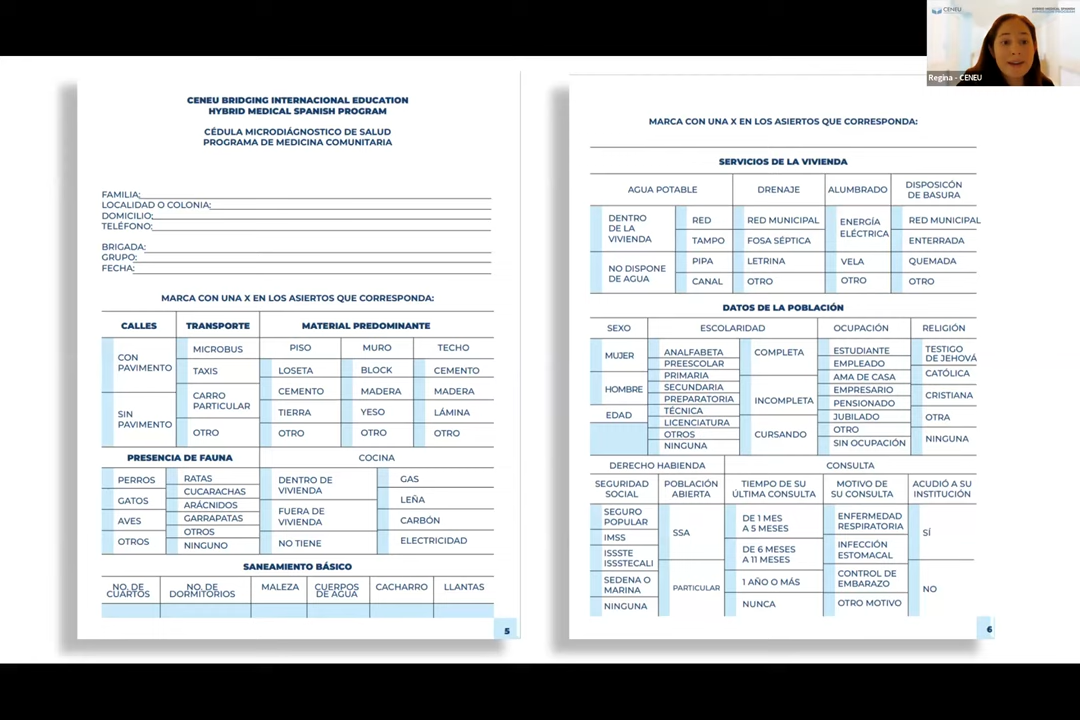 CENEU
Regina - CENEU
CENEU BRIDGING INTERNACIONAL EDUCATION
HYBRID MEDICAL SPANISH PROGRAM
CÉDULA MICRODIÁGNOSTICO DE SALUD
PROGRAMA DE MEDICINA COMUNITARIA
FAMILIA:
LOCALIDAD O COLONIA:
DOMICILIO:
TELÉFONO:
BRIGADA:
GRUPO:
FECHA:
MARCA CON UNA X EN LOS ASIERTOS QUE CORRESPONDA:
CALLES TRANSPORTE MATERIAL PREDOMINANTE
PISO MURO TECHO
CON
PAVIMENTO
SIN
PAVIMENTO
MICROBUS
TAXIS
CARRO
PARTICULAR
OTRO
LOSETA
CEMENTO
TIERRA
OTRO
BLOCK
MADERA
YESO
OTRO
CEMENTO
MADERA
LÁMINA
OTRO
PRESENCIA DE FAUNA COCINA
PERROS
GATOS
AVES
OTROS
RATAS
CUCARACHAS
ARÁCNIDOS
GARRAPATAS
OTROS
NINGUNO
DENTRO DE
VIVIENDA
FUERA DE
VIVIENDA
NO TIENE
GAS
LEÑA
CARBÓN
ELECTRICIDAD
SANEAMIENTO BÁSICO
NO. DE
CUARTOS
NO. DE
DORMITORIOS
MALEZA
CUERPOS
DE AGUA
CACHARRO
LLANTAS
5
MARCA CON UNA X EN LOS ASIERTOS QUE CORRESPONDA:
SERVICIOS DE LA VIVIENDA
AGUA POTABLE
DRENAJE
ALUMBRADO
DISPOSICÓN
DE BASURA
DENTRO
DE LA
VIVIENDA
NO DISPONE
DE AGUA
RED
TAMPO
PIPA
CANAL
RED MUNICIPAL
FOSA SÉPTICA
LETRINA
OTRO
ENERGÍA
ELÉCTRICA
VELA
OTRO
RED MUNICIPAL
ENTERRADA
QUEMADA
OTRO
DATOS DE LA POBLACIÓN
SEXO ESCOLARIDAD OCUPACIÓN RELIGIÓN
MUJER
HOMBRE
EDAD
ANALFABETA
PREESCOLAR
PRIMARIA
SECUNDARIA
PREPARATORIA
TÉCNICA
LICENCIATURA
OTROS
NINGUNA
COMPLETA
INCOMPLETA
CURSANDO
ESTUDIANTE
EMPLEADO
AMA DE CASA
EMPRESARIO
PENSIONADO
JUBILADO
OTRO
SIN OCUPACIÓN
TESTIGO
DE JEHOVÁ
CATÓLICA
CRISTIANA
OTRA
NINGUNA
DERECHO HABIENDA CONSULTA
SEGURIDAD
SOCIAL
POBLACIÓN
ABIERTA
TIEMPO DE SU
ÚLTIMA CONSULTA
MOTIVO DE
SU CONSULTA
ACUDIÓ A SU
INSTITUCIÓN
SEGURO
POPULAR
IMSS
ISSSTE
ISSSTECALI
SEDENA O
MARINA
NINGUNA
SSA
PARTICULAR
DE 1 MES
A 5 MESES
DE 6 MESES
A 11 MESES
1 AÑO O MÁS
NUNCA
ENFERMEDAD
RESPIRATORIA
INFECCIÓN
ESTOMACAL
CONTROL DE
EMBARAZO
OTRO MOTIVO
SÍ
NO
6